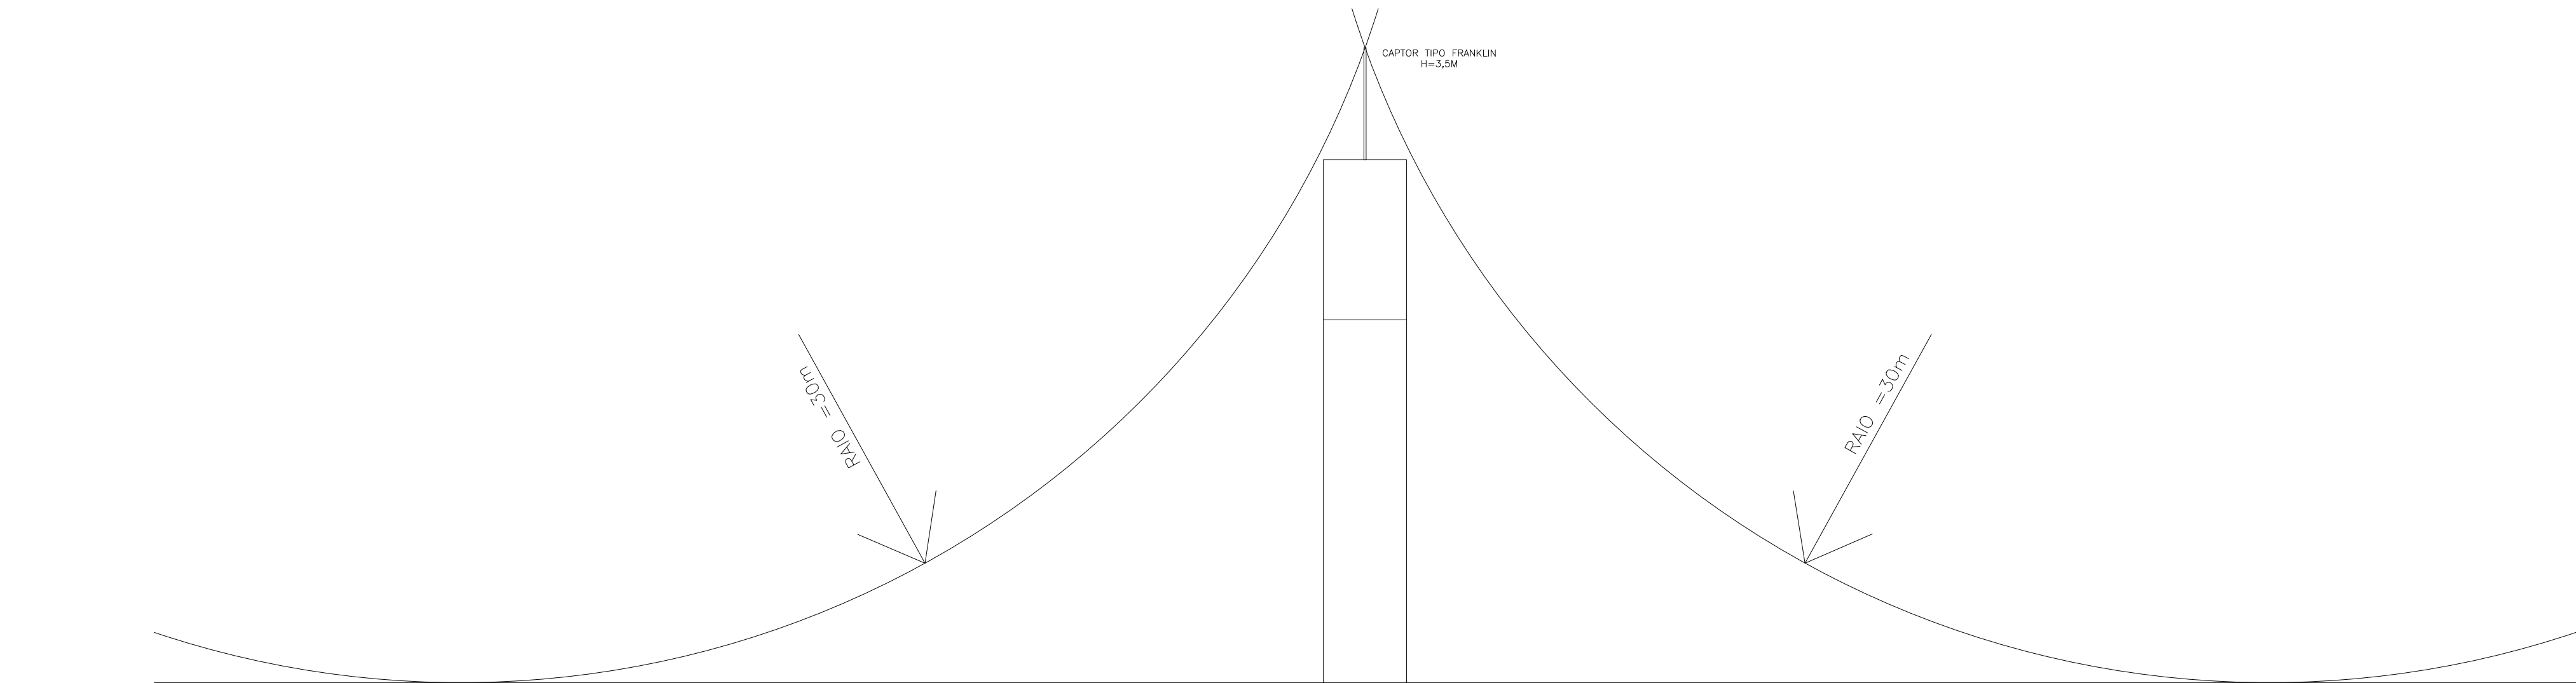 CAPTOR TIPO FRANKLIN
H=3,5M
RAIO =30m
RAIO =30m